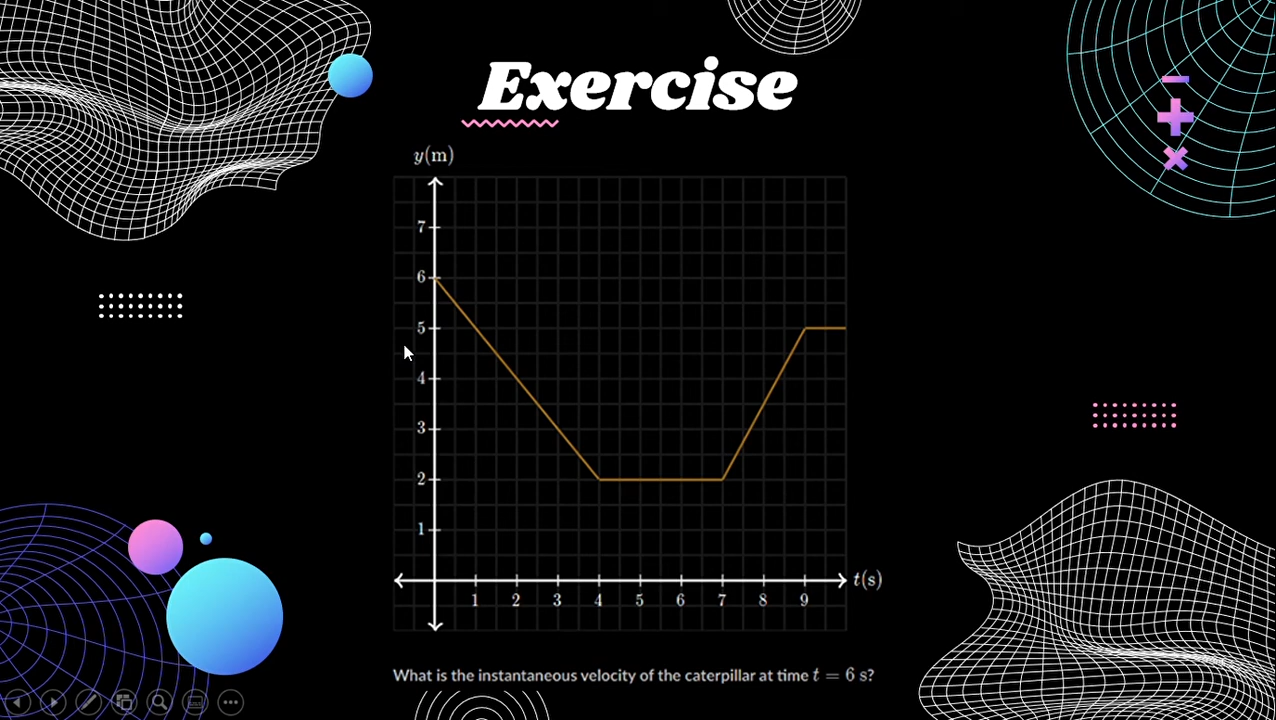 Exercise
y(m)
7
6
5
4
3
2
1
t(s)
1 2 3 4 5 6 7 8 9
What is the instantaneous velocity of the caterpillar at time t = 6 s?